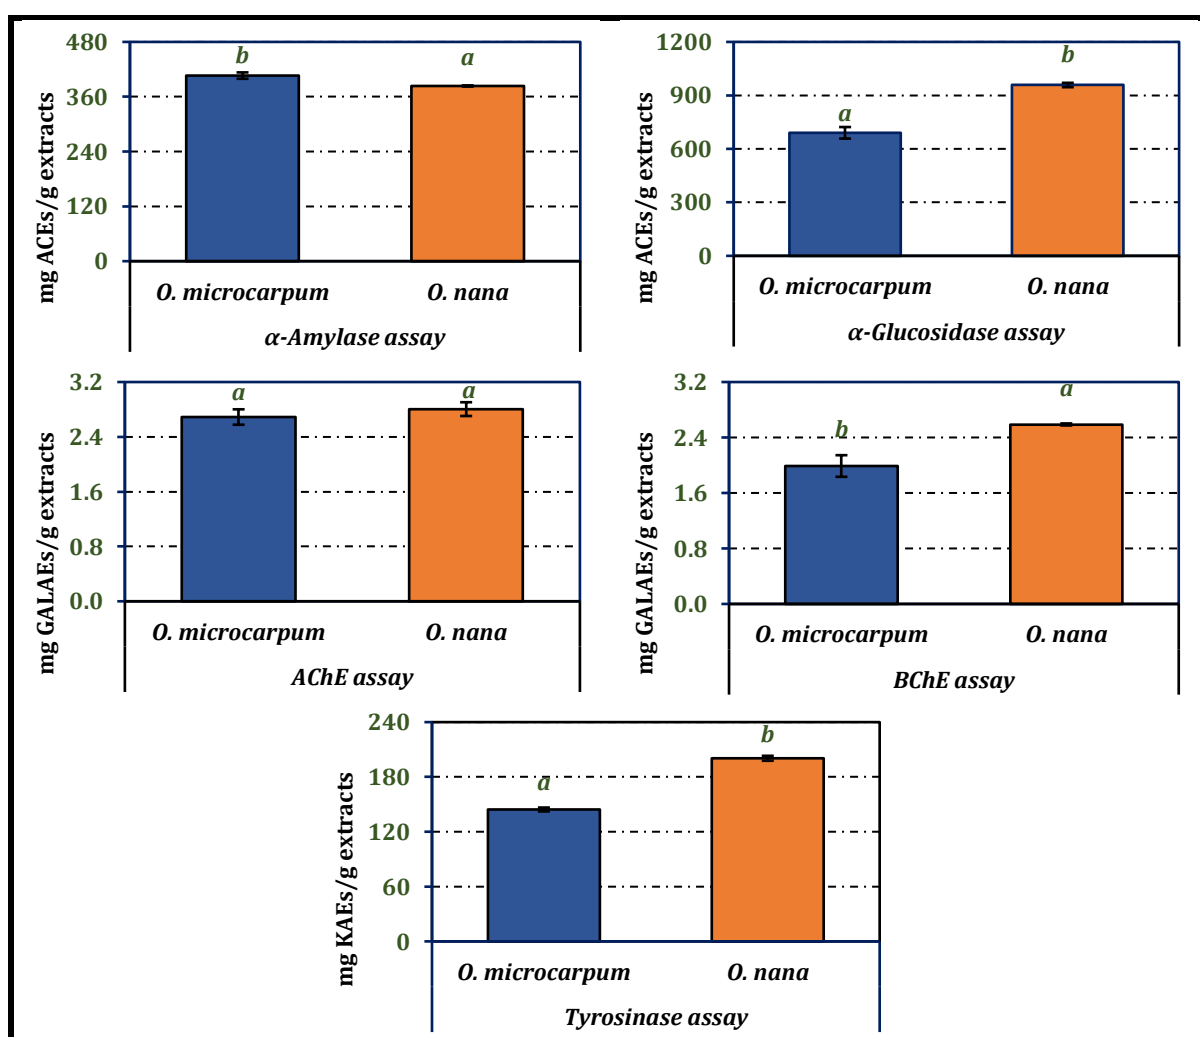 mg ACEs/g extracts
480
360
240
120
0
b
a
O. microcarpum
O. nana
α-Amylase assay
mg ACEs/g extracts
1200
900
600
300
0
a
b
O. microcarpum
O. nana
α-Glucosidase assay
mg GALAEs/g extracts
3.2
2.4
1.6
0.8
0.0
a
a
O. microcarpum
O. nana
AChE assay
mg GALAEs/g extracts
3.2
2.4
1.6
0.8
0.0
b
a
O. microcarpum
O. nana
BChE assay
mg KAEs/g extracts
240
180
120
60
0
a
b
O. microcarpum
O. nana
Tyrosinase assay